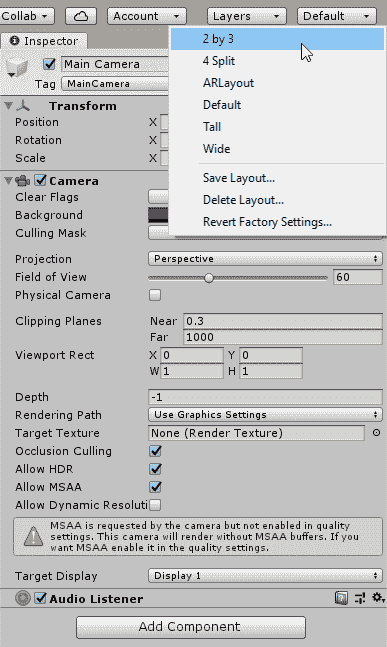 Collab Account Layers Default
Inspector
2 by 3
4 Split
ARLayout
Default
Tall
Wide
Save Layout...
Delete Layout...
Revert Factory Settings...
Main Camera
Tag MainCamera
Transform
Position X
Rotation X
Scale X
Camera
Clear Flags
Background
Culling Mask
Projection Perspective
Field of View 60
Physical Camera
Clipping Planes Near 0.3
Far 1000
Viewport Rect X 0 Y 0
W 1 H 1
Depth -1
Rendering Path Use Graphics Settings
Target Texture None (Render Texture)
Occlusion Culling
Allow HDR
Allow MSAA
Allow Dynamic Resoluti
MSAA is requested by the camera but not enabled in quality
settings. This camera will render without MSAA buffers. If you
want MSAA enable it in the quality settings.
Target Display Display 1
Audio Listener
Add Component